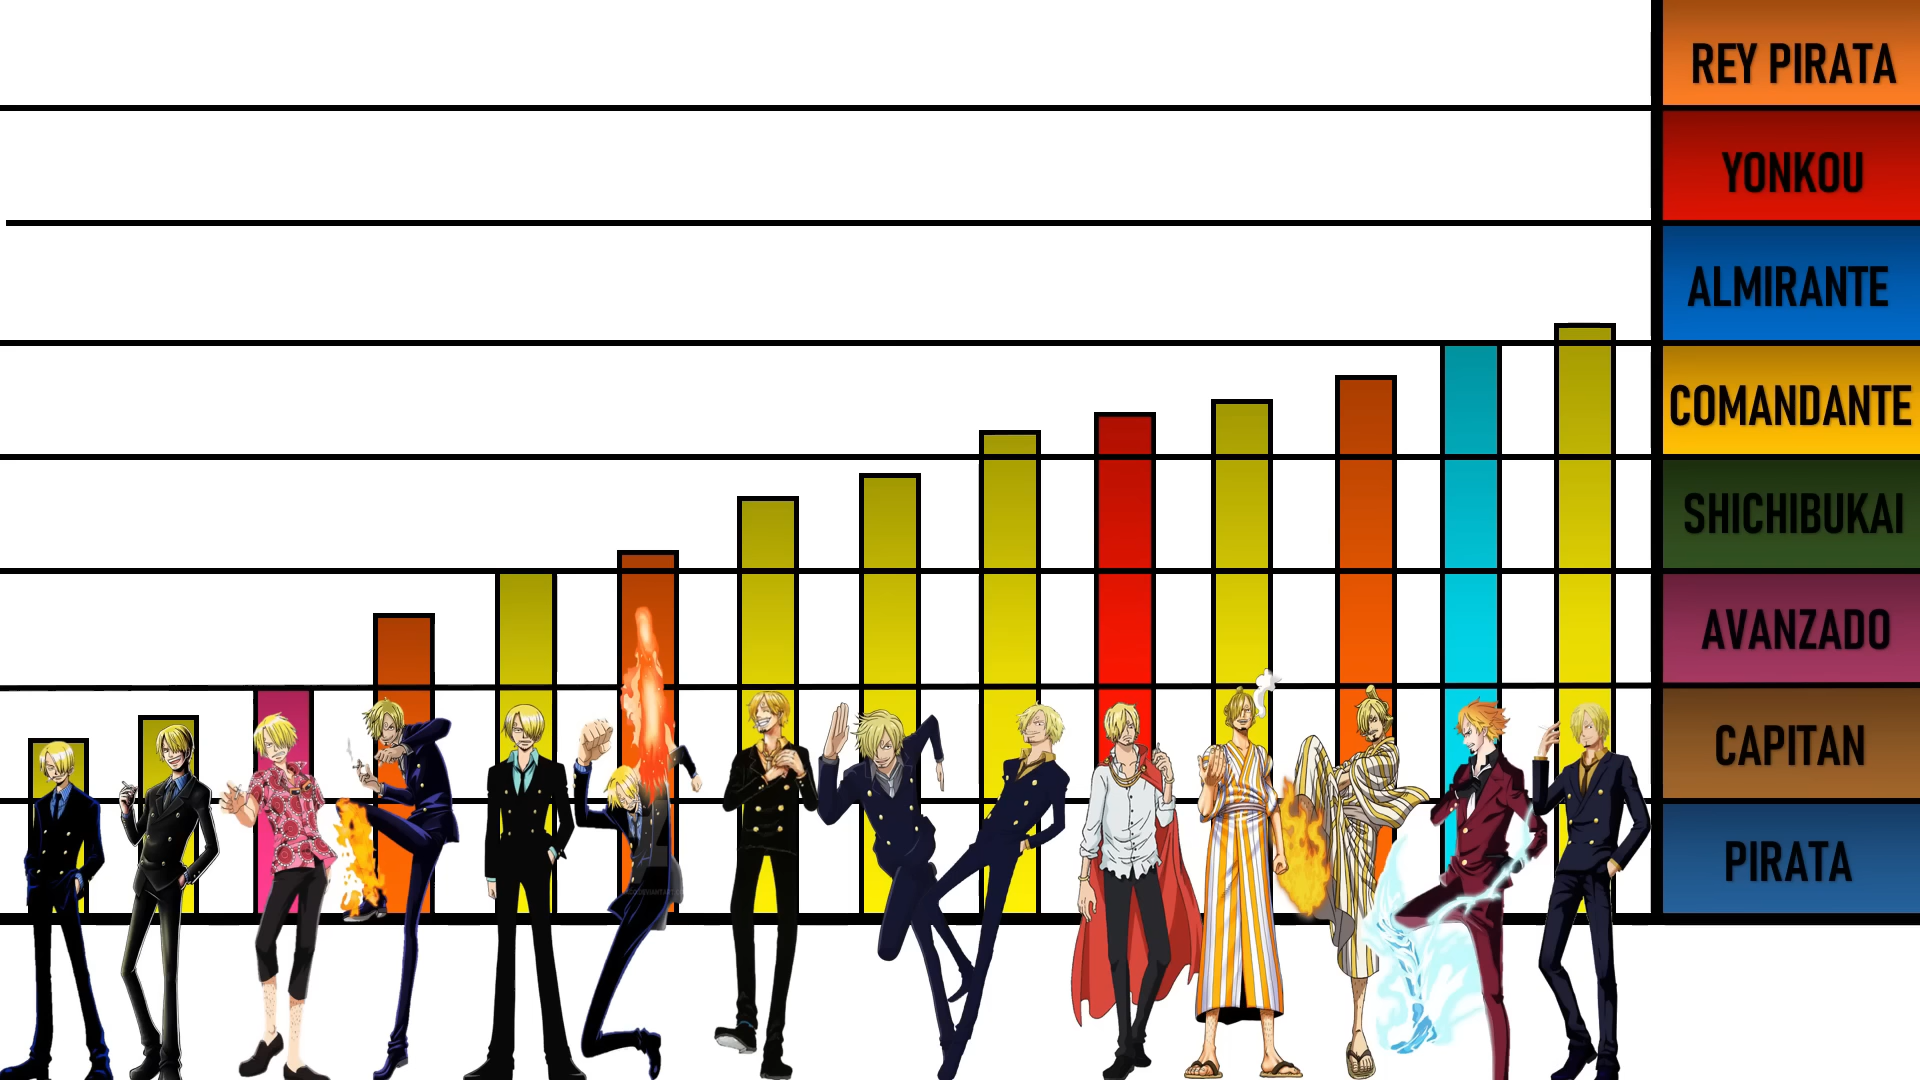 REY PIRATA
YONKOU
ALMIRANTE
COMANDANTE
SHICHIBUKAI
AVANZADO
CAPITAN
PIRATA